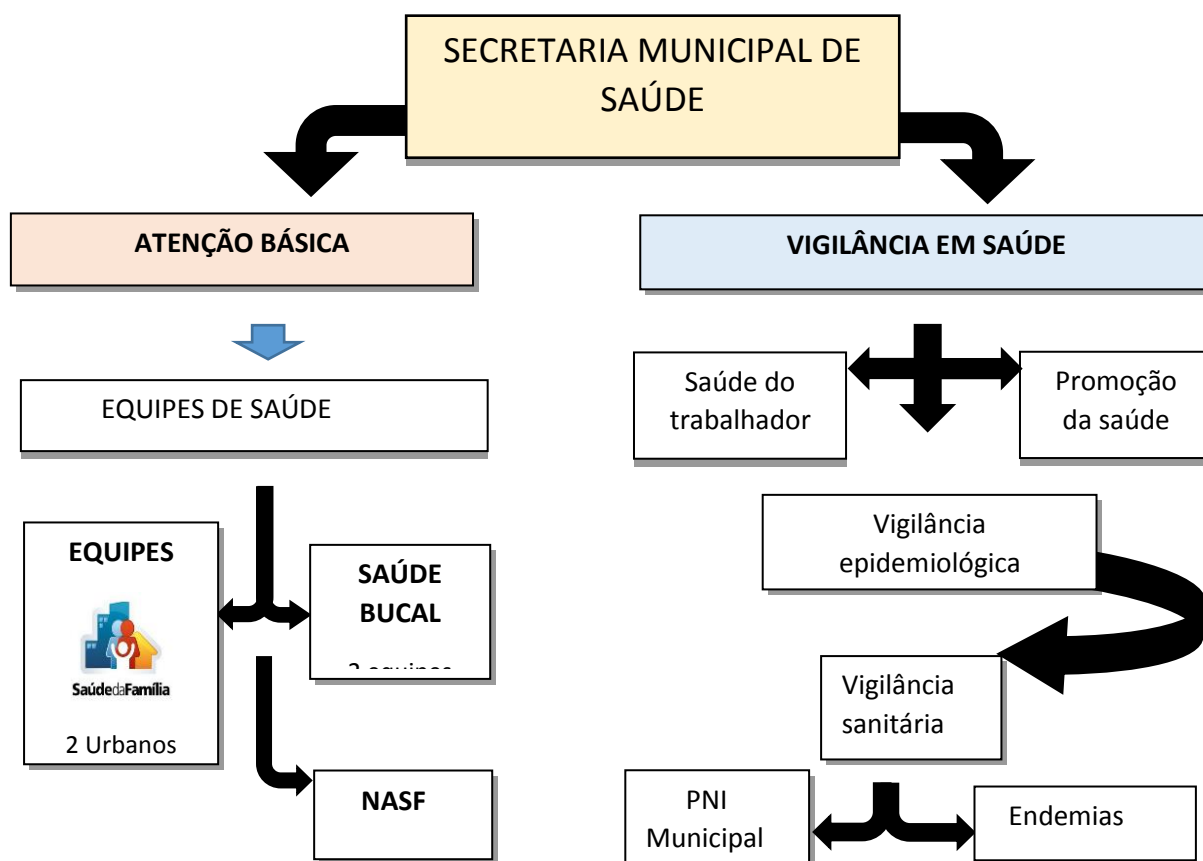 SECRETARIA MUNICIPAL DE
SAÚDE
ATENÇÃO BÁSICA
VIGILÂNCIA EM SAÚDE
EQUIPES DE SAÚDE
Saúde do
trabalhador
Promoção
da saúde
EQUIPES
SaúdedaFamília
2 Urbanos
SAÚDE
BUCAL
Vigilância
epidemiológica
Vigilância
sanitária
NASF
PNI
Municipal
Endemias